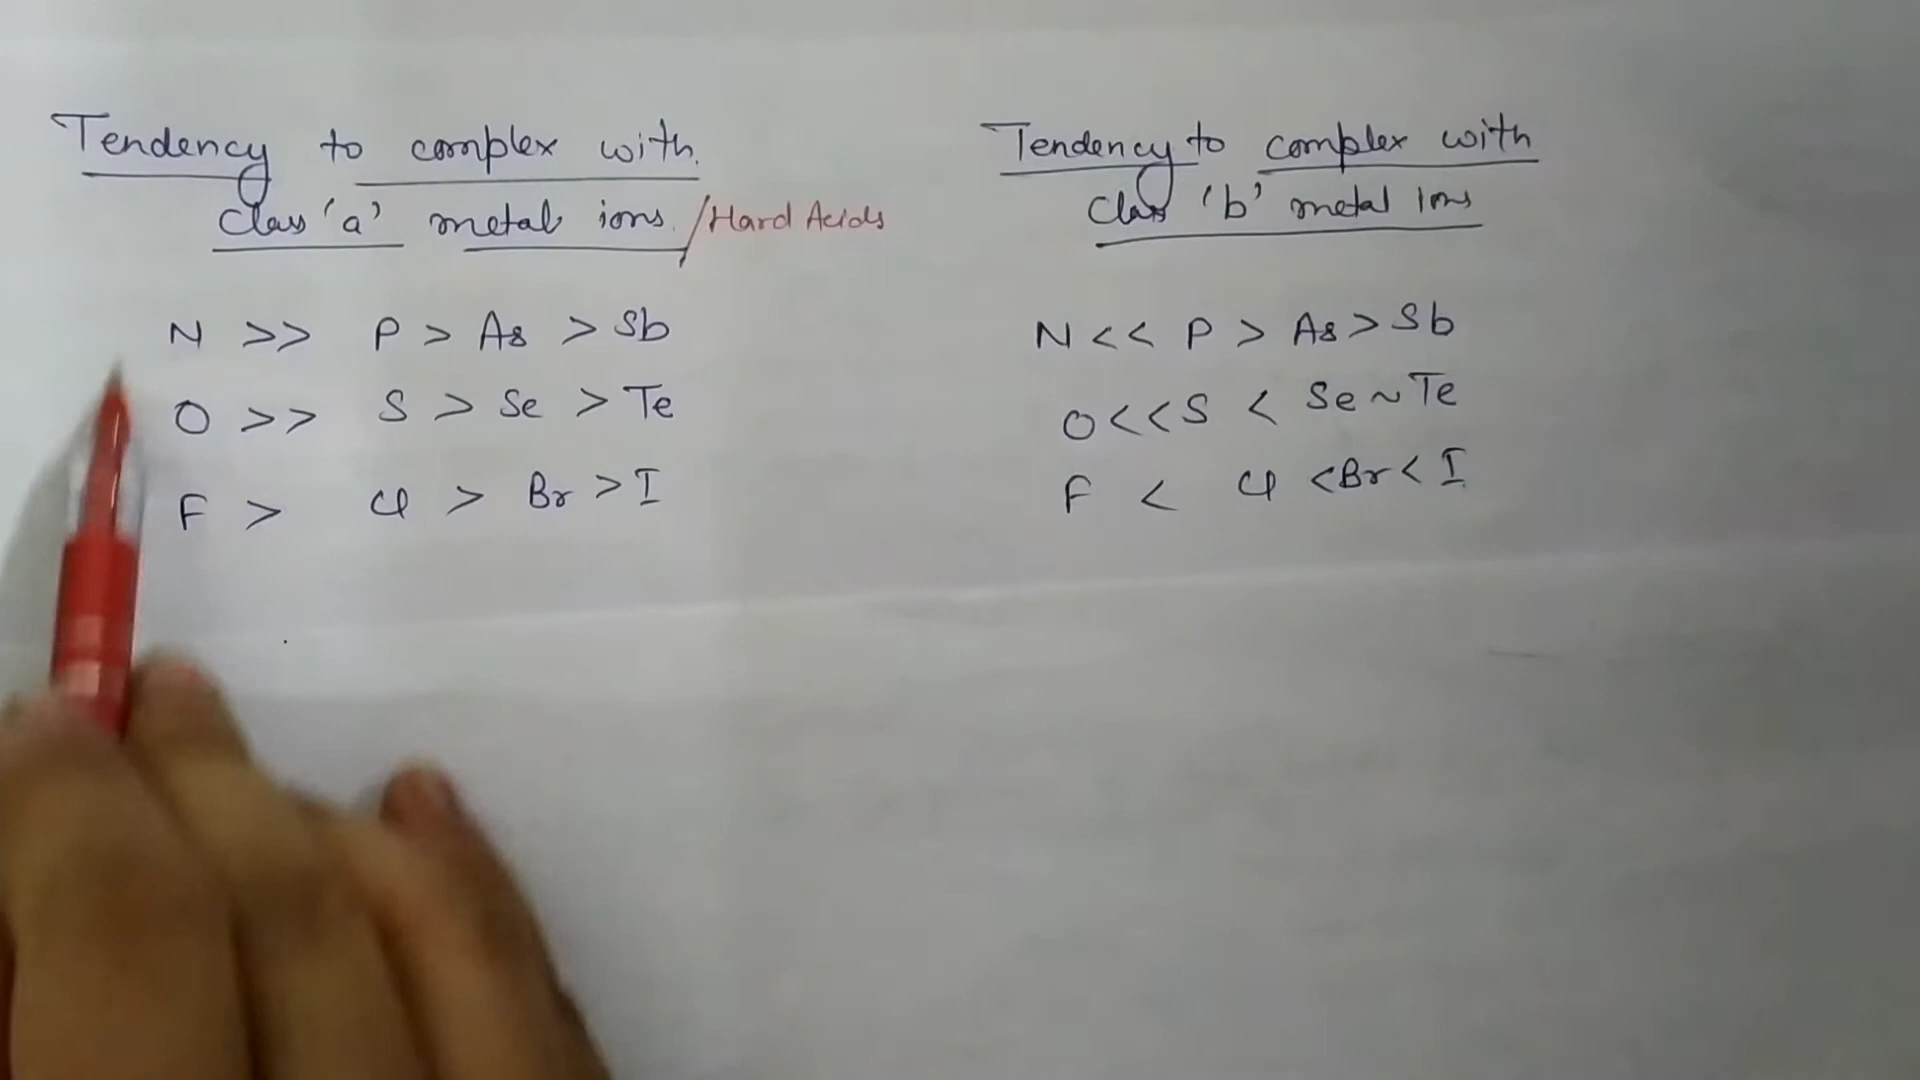 Tendency to complex with
class 'a' metal ions. /Hard Acids
N >> P > As > Sb
O >> S > Se > Te
F > Cl > Br > I
Tendency to complex with
class 'b' metal ions
N << P > As > Sb
O << S < Se ~ Te
F < Cl < Br < I